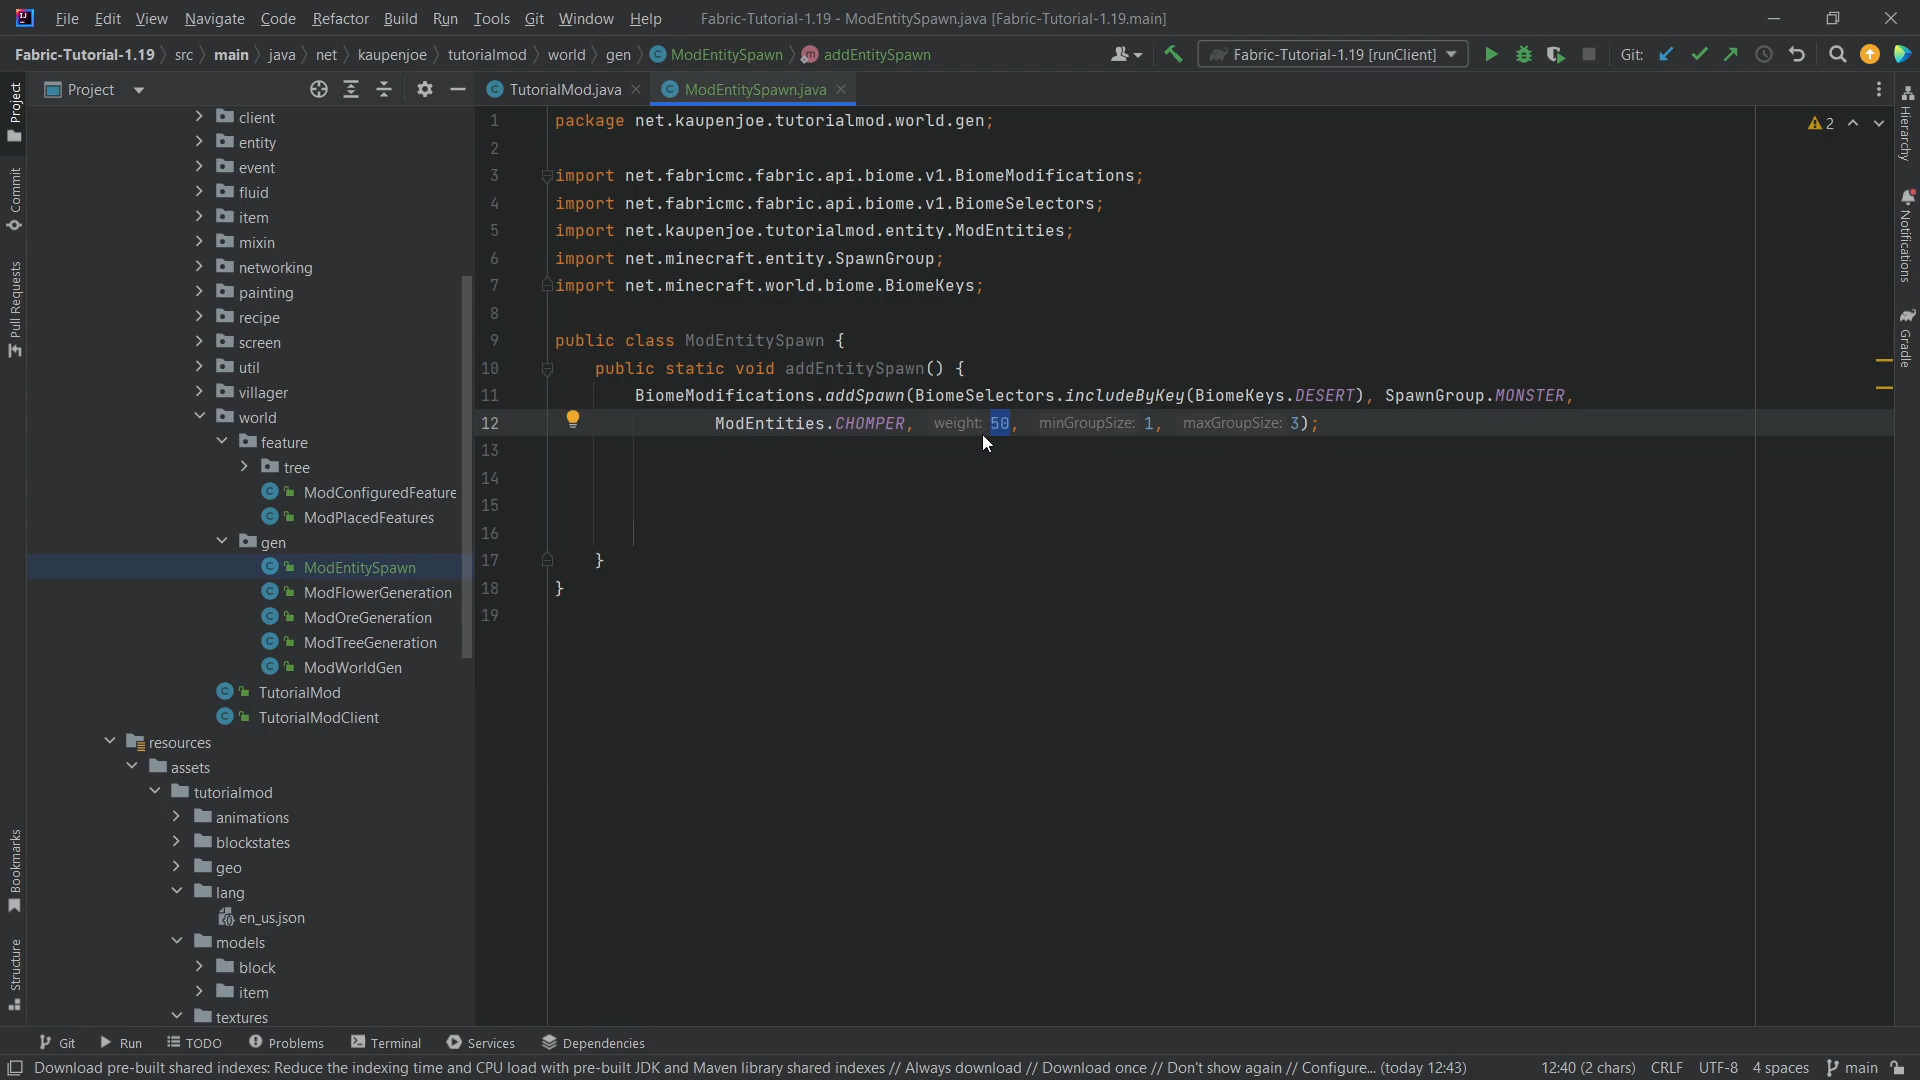 File Edit View Navigate Code Refactor Build Run Tools Git Window Help Fabric-Tutorial-1.19 - ModEntitySpawn.java [Fabric-Tutorial-1.19.main]
Fabric-Tutorial-1.19 src main java net kaupenjoe tutorialmod world gen ModEntitySpawn addEntitySpawn Fabric-Tutorial-1.19 [runClient] Git:
Project
TutorialMod.java ModEntitySpawn.java
Project
Commit
Pull Requests
Bookmarks
Structure
client
entity
event
fluid
item
mixin
networking
painting
recipe
screen
util
villager
world
feature
tree
ModConfiguredFeature
ModPlacedFeatures
gen
ModEntitySpawn
ModFlowerGeneration
ModOreGeneration
ModTreeGeneration
ModWorldGen
TutorialMod
TutorialModClient
resources
assets
tutorialmod
animations
blockstates
geo
lang
en_us.json
models
block
item
textures
1 package net.kaupenjoe.tutorialmod.world.gen;
2
3 import net.fabricmc.fabric.api.biome.v1.BiomeModifications;
4 import net.fabricmc.fabric.api.biome.v1.BiomeSelectors;
5 import net.kaupenjoe.tutorialmod.entity.ModEntities;
6 import net.minecraft.entity.SpawnGroup;
7 import net.minecraft.world.biome.BiomeKeys;
8
9 public class ModEntitySpawn {
10 public static void addEntitySpawn() {
11 BiomeModifications.addSpawn(BiomeSelectors.includeByKey(BiomeKeys.DESERT), SpawnGroup.MONSTER,
12 ModEntities.CHOMPER, weight: 50, minGroupSize: 1, maxGroupSize: 3);
13
14
15
16
17 }
18 }
19
2
Hierarchy
Notifications
Gradle
Git Run TODO Problems Terminal Services Dependencies
Download pre-built shared indexes: Reduce the indexing time and CPU load with pre-built JDK and Maven library shared indexes // Always download // Download once // Don't show again // Configure... (today 12:43) 12:40 (2 chars) CRLF UTF-8 4 spaces main